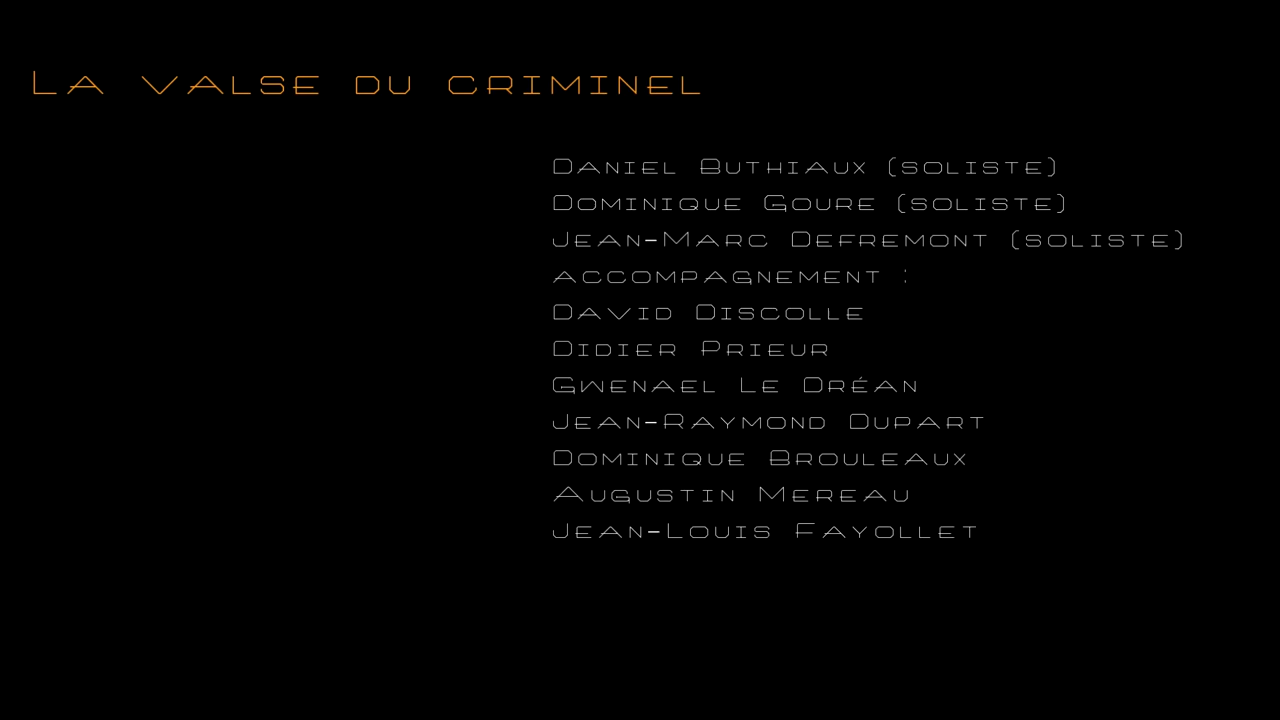 La valse du criminel
Daniel Buthiaux (soliste)
Dominique Goure (soliste)
Jean-Marc Defremont (soliste)
accompagnement :
David Discolle
Didier Prieur
Gwenael Le Dréan
Jean-Raymond Dupart
Dominique Brouleaux
Augustin Mereau
Jean-Louis Fayollet